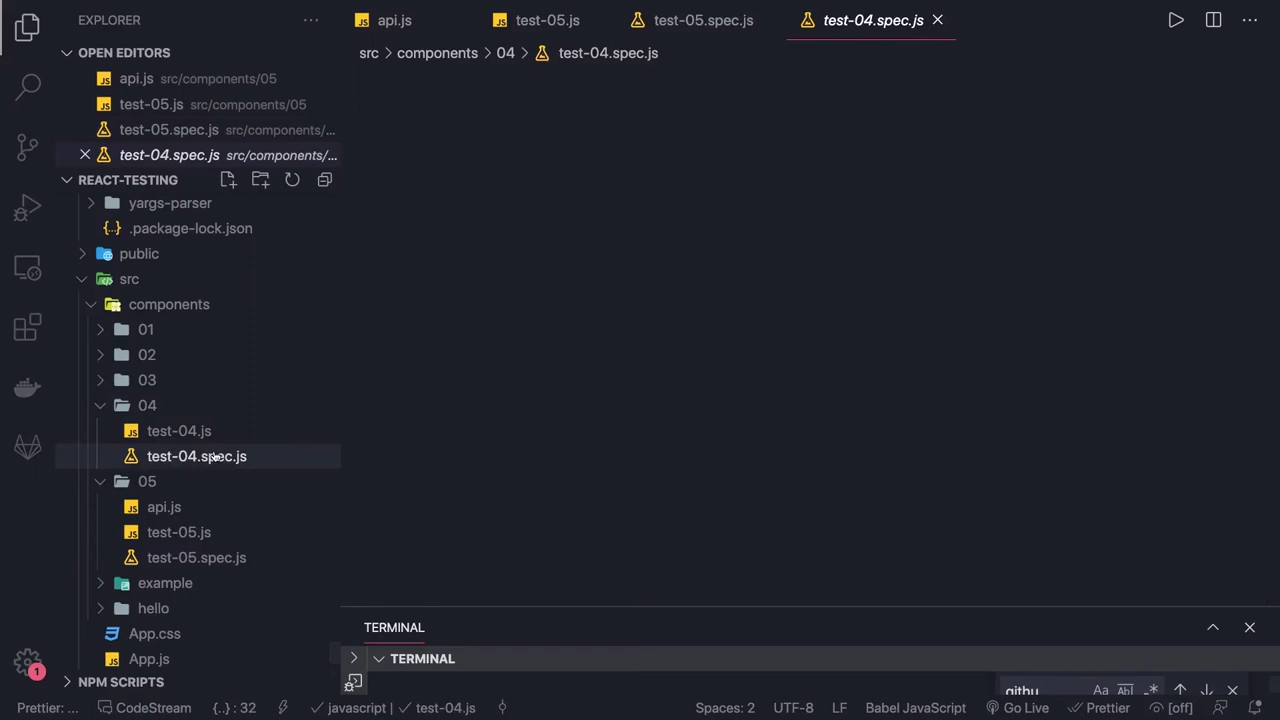 EXPLORER
OPEN EDITORS
api.js src/components/05
test-05.js src/components/05
test-05.spec.js src/components/...
test-04.spec.js src/components/...
REACT-TESTING
yargs-parser
.package-lock.json
public
src
components
01
02
03
04
test-04.js
test-04.spec.js
05
api.js
test-05.js
test-05.spec.js
example
hello
App.css
App.js
NPM SCRIPTS
api.js test-05.js test-05.spec.js test-04.spec.js
src > components > 04 > test-04.spec.js
TERMINAL
TERMINAL
githu Aa Abl .*
1
Prettier: ... CodeStream {..} : 32 javascript | test-04.js Spaces: 2 UTF-8 LF Babel JavaScript Go Live Prettier [off]